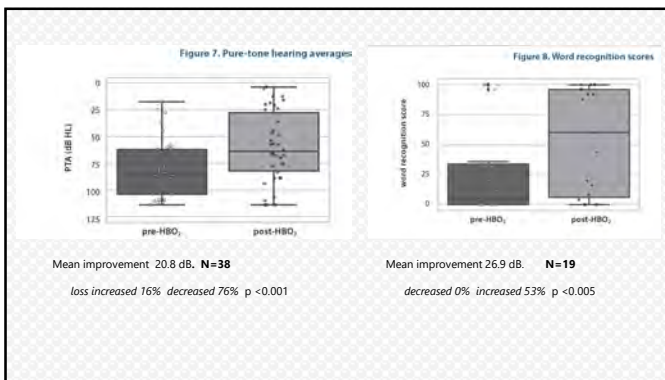 Figure 7. Pure-tone hearing averages
0
25
50
75
100
125
PTA (dB HL)
pre-HBO₂
post-HBO₂
Mean improvement 20.8 dB. N=38
loss increased 16% decreased 76% p <0.001
Figure 8. Word recognition scores
100
75
50
25
0
word recognition score
pre-HBO₂
post-HBO₂
Mean improvement 26.9 dB. N=19
decreased 0% increased 53% p <0.005